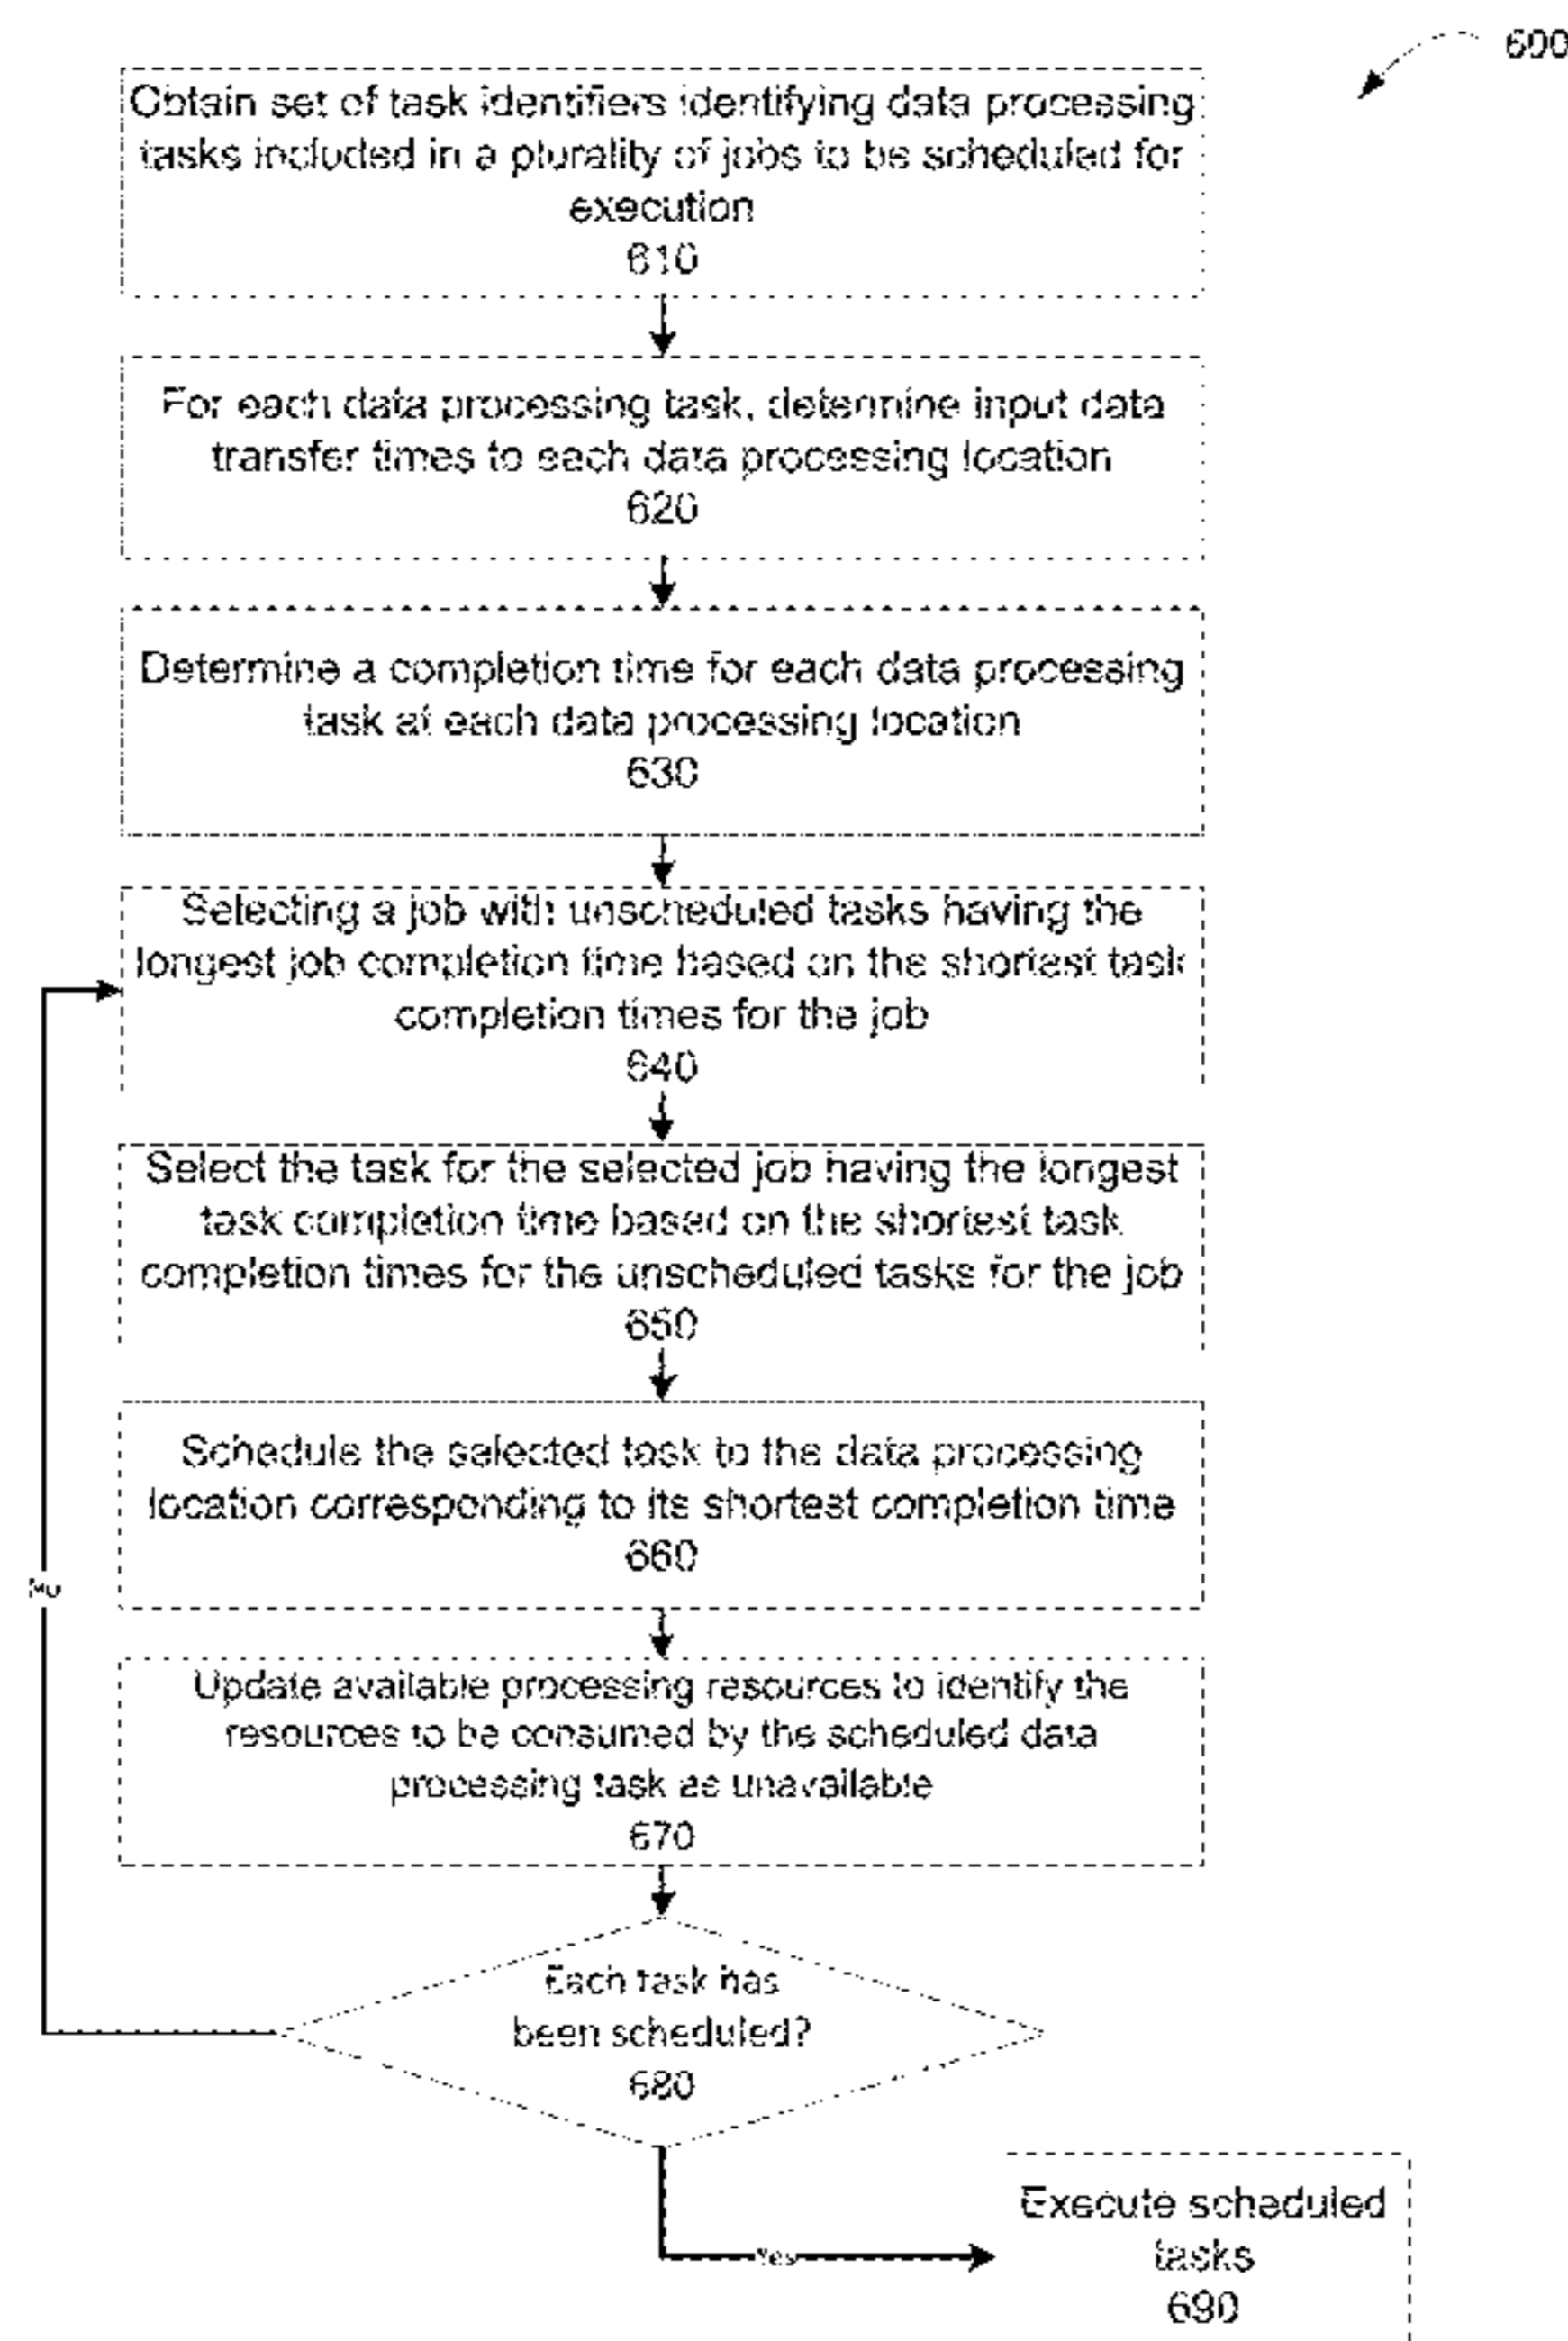 600
Obtain set of task identifiers identifying data processing
tasks included in a plurality of jobs to be scheduled for
execution
610
For each data processing task, determine input data
transfer times to each data processing location
620
Determine a completion time for each data processing
task at each data processing location
630
Selecting a job with unscheduled tasks having the
longest job completion time based on the shortest task
completion times for the job
640
Select the task for the selected job having the longest
task completion time based on the shortest task
completion times for the unscheduled tasks for the job
650
Schedule the selected task to the data processing
location corresponding to its shortest completion time
660
No
Update available processing resources to identify the
resources to be consumed by the scheduled data
processing task as unavailable
670
Each task has
been scheduled?
680
Yes
Execute scheduled
tasks
690